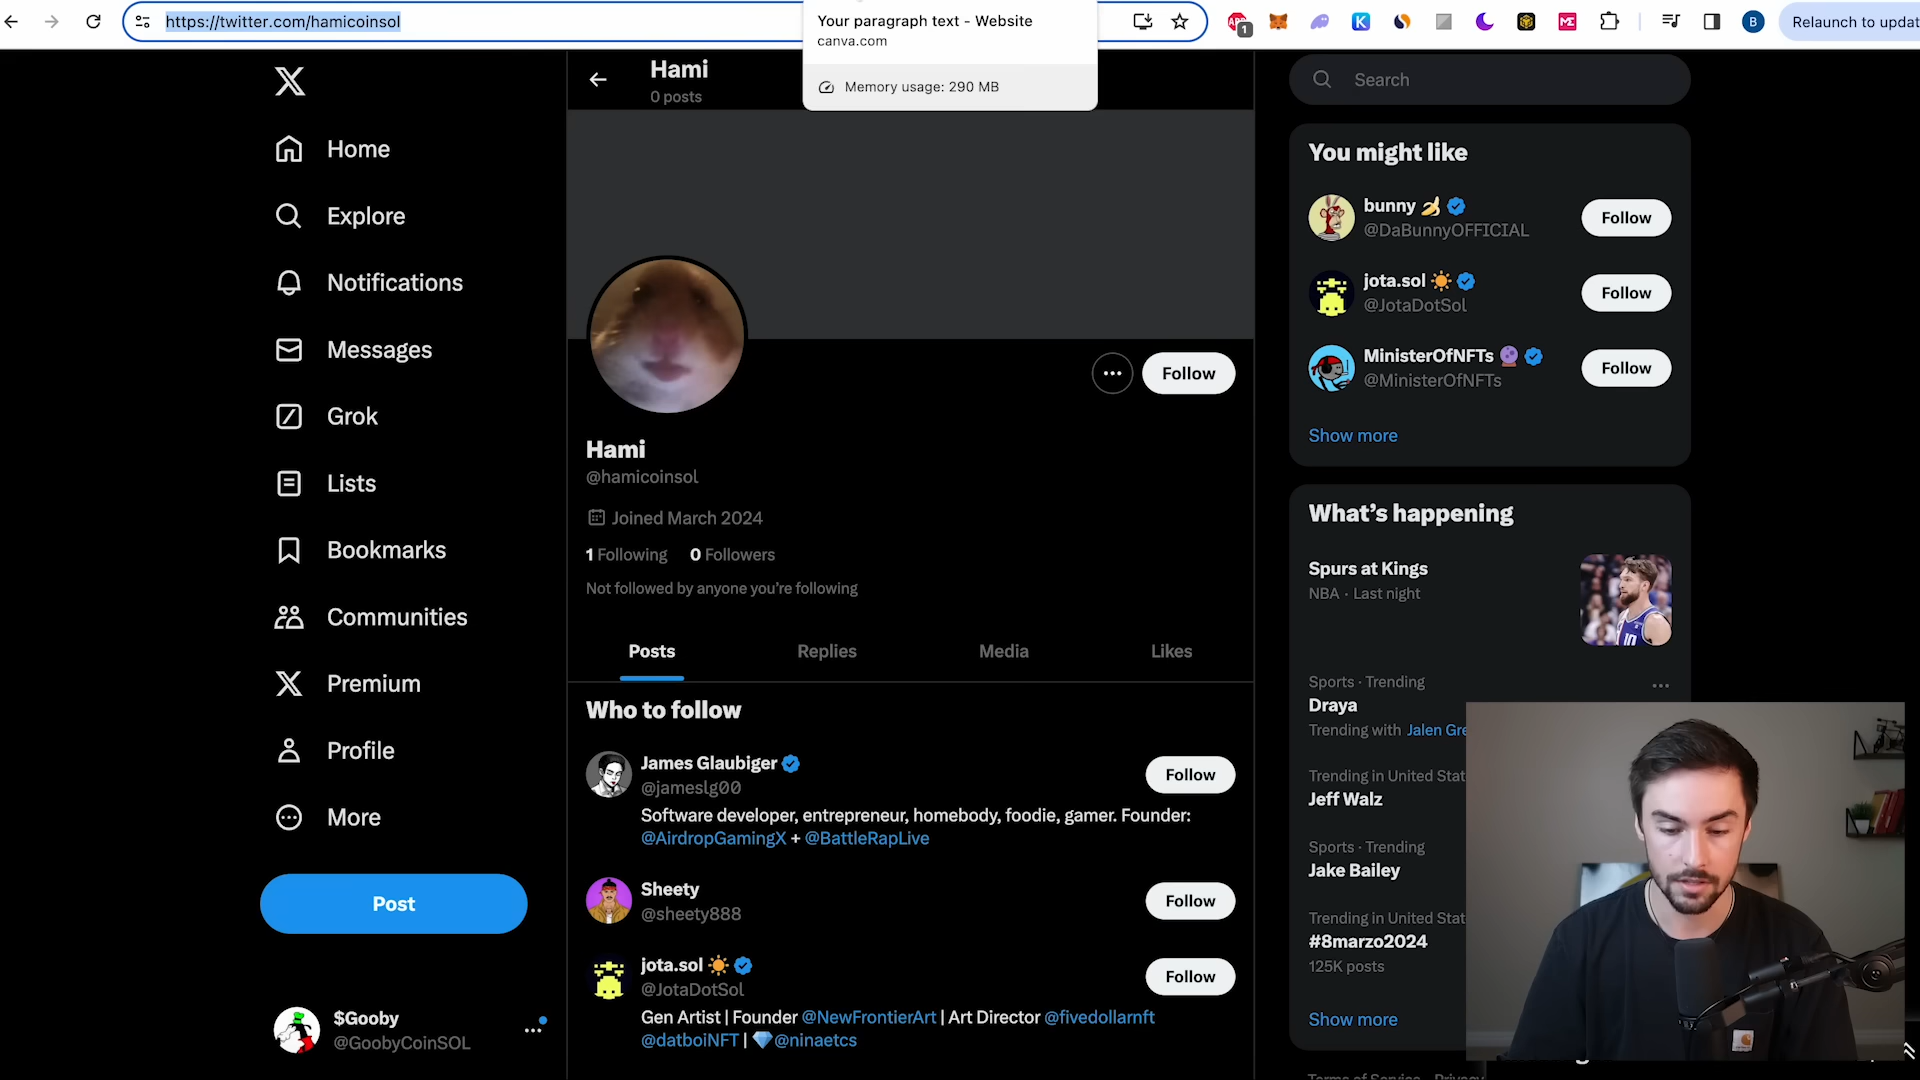 https://twitter.com/hamicoinsol
Your paragraph text - Website
canva.com
Memory usage: 290 MB
ABP
1
K
ME
B
Relaunch to updat
Home
Explore
Notifications
Messages
Grok
Lists
Bookmarks
Communities
Premium
Profile
More
Post
$Gooby
@GoobyCoinSOL
Hami
0 posts
Follow
Hami
@hamicoinsol
Joined March 2024
1 Following 0 Followers
Not followed by anyone you're following
Posts Replies Media Likes
Who to follow
James Glaubiger
@jameslg00
Follow
Software developer, entrepreneur, homebody, foodie, gamer. Founder:
@AirdropGamingX + @BattleRapLive
Sheety
@sheety888
Follow
jota.sol
@JotaDotSol
Follow
Gen Artist | Founder @NewFrontierArt | Art Director @fivedollarnft
@datboiNFT | 💎@ninaetcs
Search
You might like
bunny 🍌
@DaBunnyOFFICIAL
Follow
jota.sol ☀️
@JotaDotSol
Follow
MinisterOfNFTs 🔮
@MinisterOfNFTs
Follow
Show more
What's happening
Spurs at Kings
NBA · Last night
Sports · Trending
Draya
Trending with Jalen Gre
Trending in United Stat
Jeff Walz
Sports · Trending
Jake Bailey
Trending in United Stat
#8marzo2024
125K posts
Show more